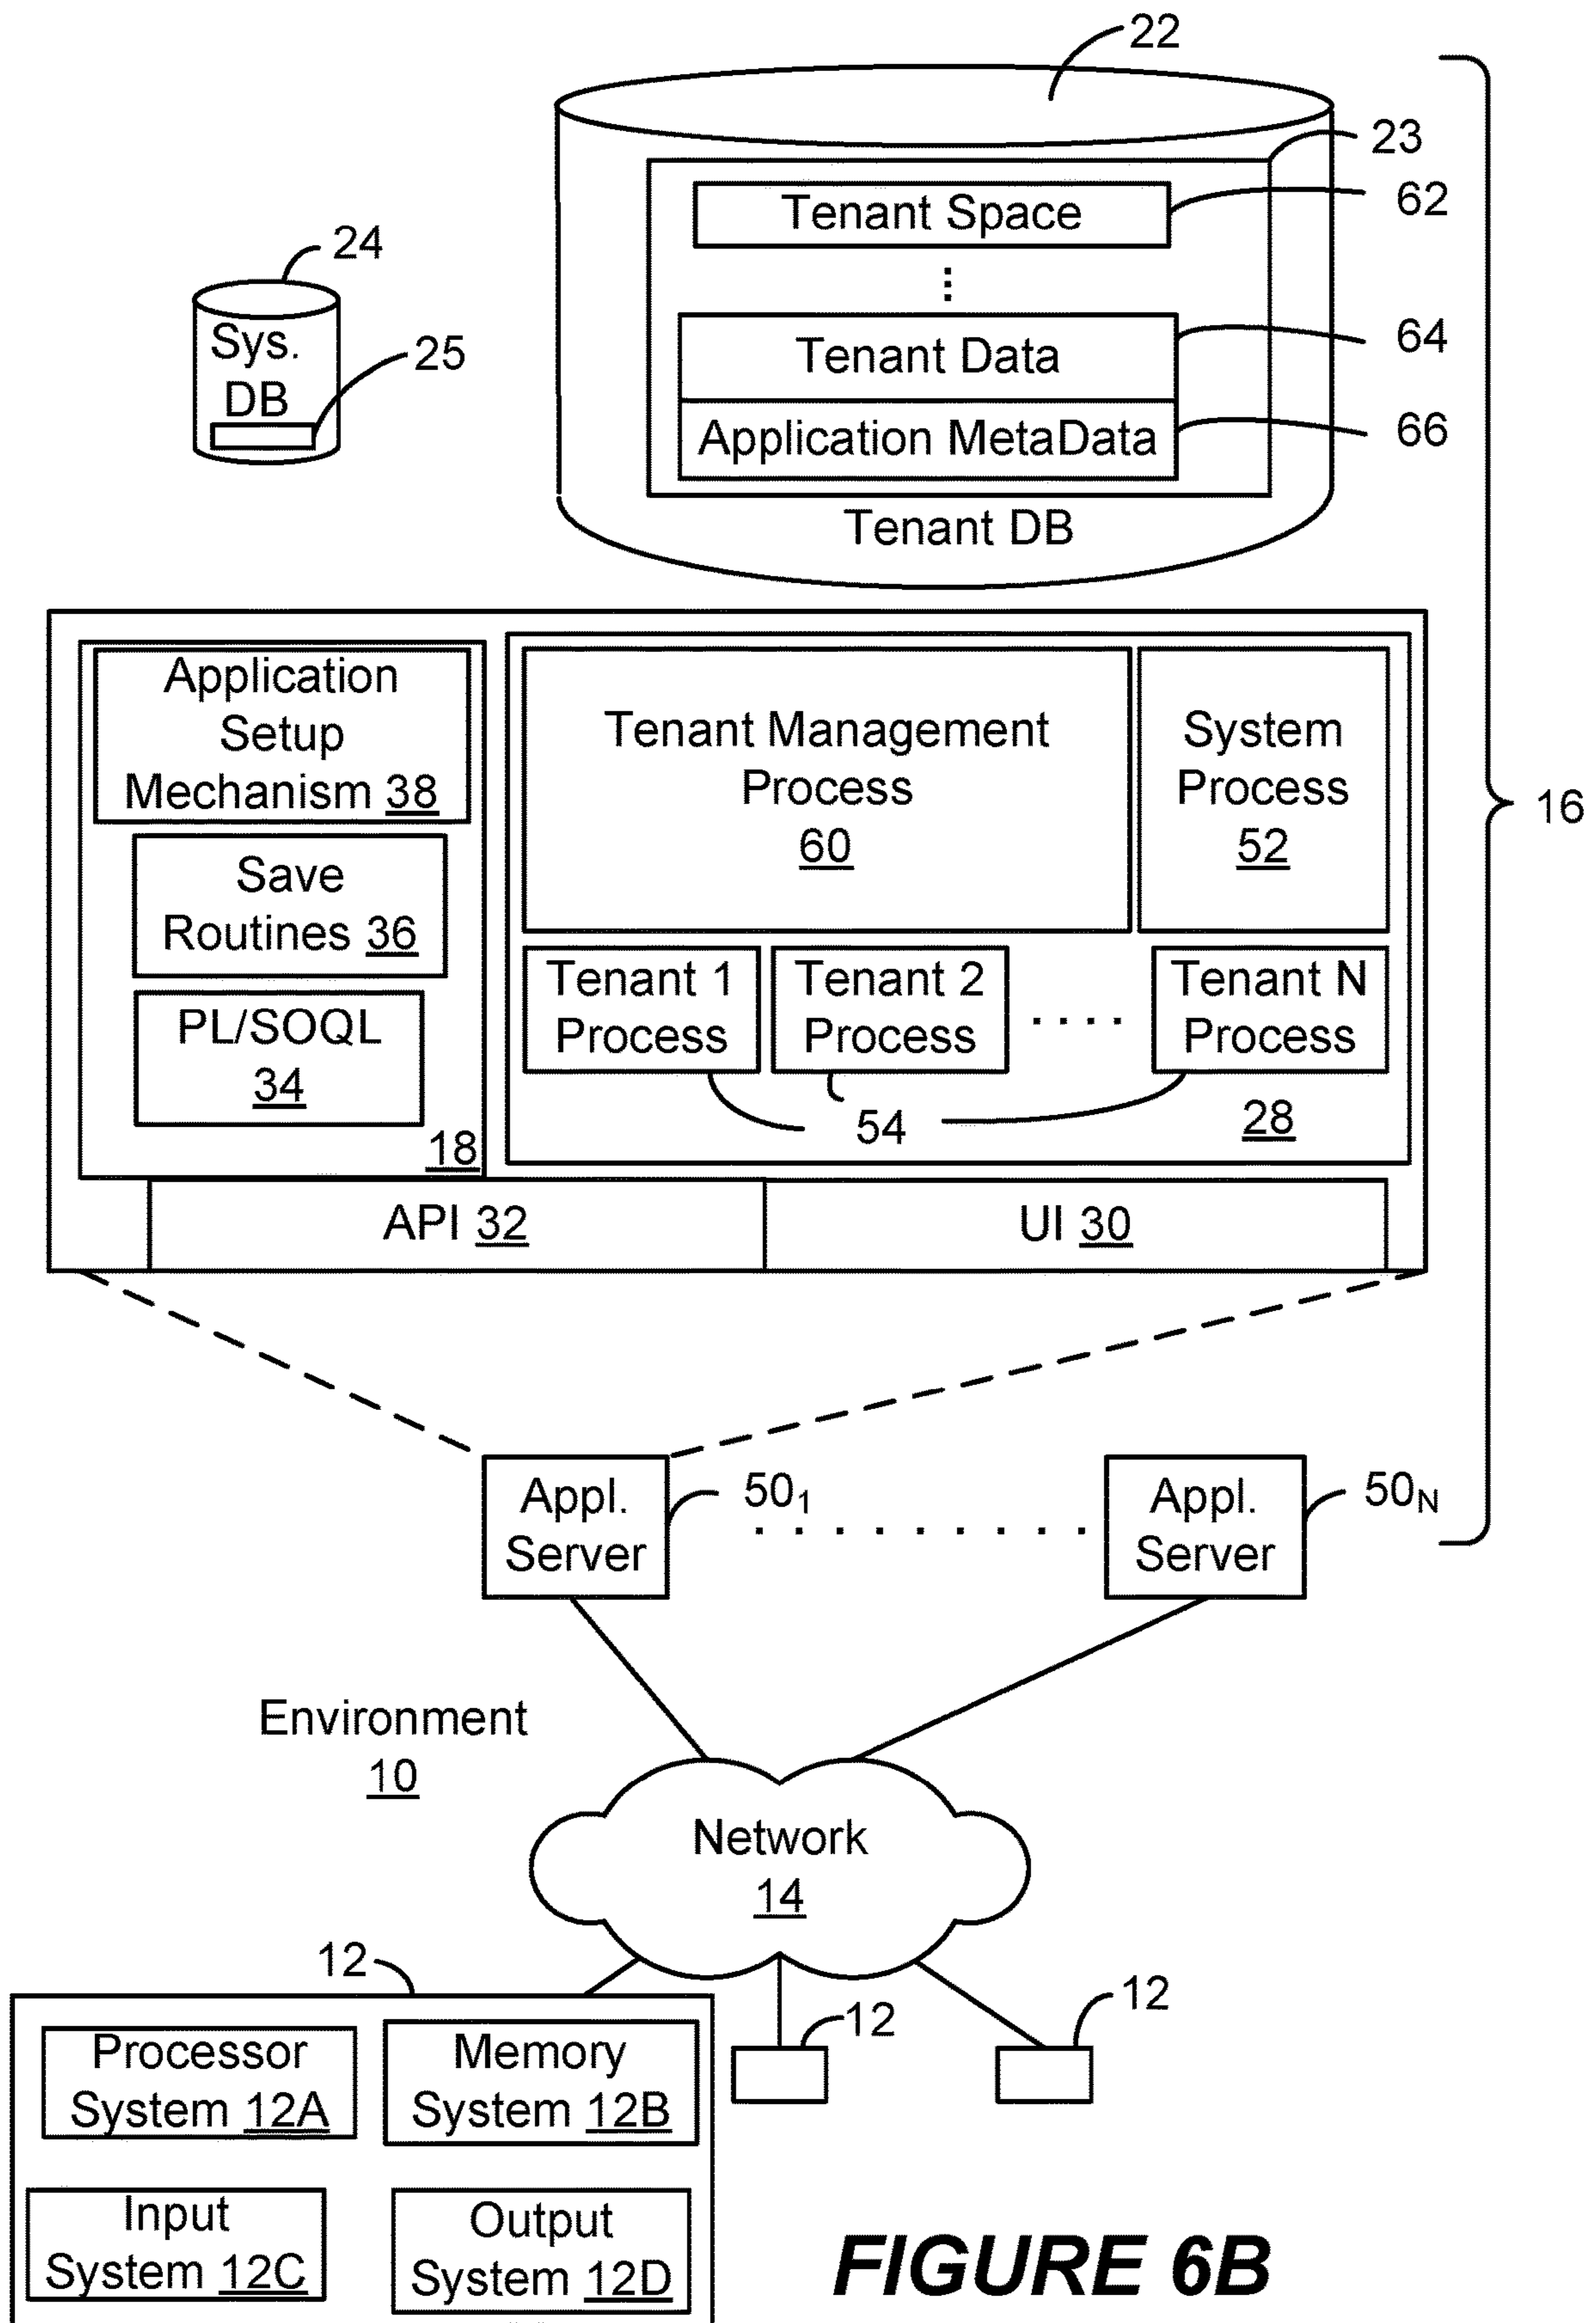 22
23
Tenant Space
62
24
Sys.
DB
25
Tenant Data
64
Application MetaData
66
Tenant DB
Application
Setup
Mechanism 38
Tenant Management
Process
60
System
Process
52
16
Save
Routines 36
Tenant 1
Process
Tenant 2
Process
. . . .
Tenant N
Process
PL/SOQL
34
18
54
28
API 32
UI 30
Appl.
Server
50₁
. . . . . . . . .
Appl.
Server
50ₙ
Environment
10
Network
14
12
12
12
Processor
System 12A
Memory
System 12B
Input
System 12C
Output
System 12D
FIGURE 6B